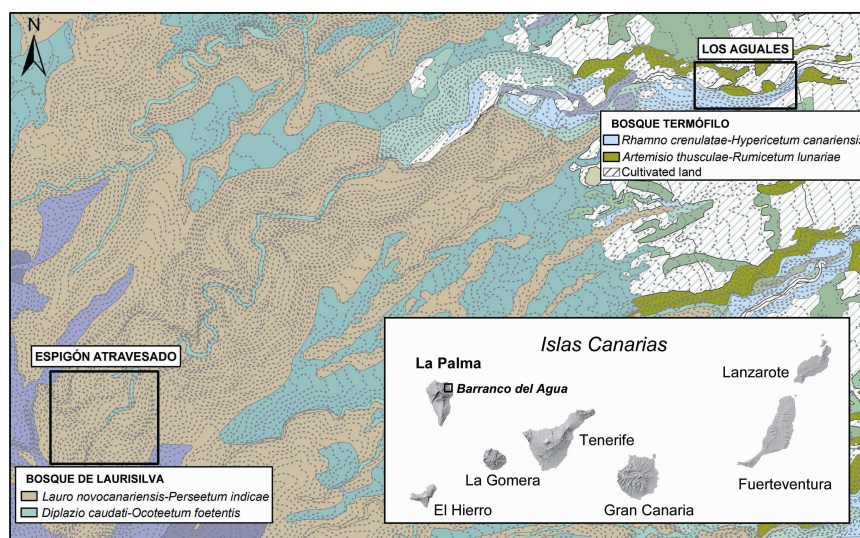 N
LOS AGUALES
BOSQUE TERMÓFILO
Rhamno crenulatae-Hypericetum canariensis
Artemisio thusculae-Rumicetum lunariae
Cultivated land
ESPIGÓN ATRAVESADO
BOSQUE DE LAURISILVA
Lauro novocanariensis-Perseetum indicae
Diplazio caudati-Ocoteetum foetentis
Islas Canarias
La Palma
Barranco del Agua
Lanzarote
Tenerife
La Gomera
Fuerteventura
El Hierro
Gran Canaria